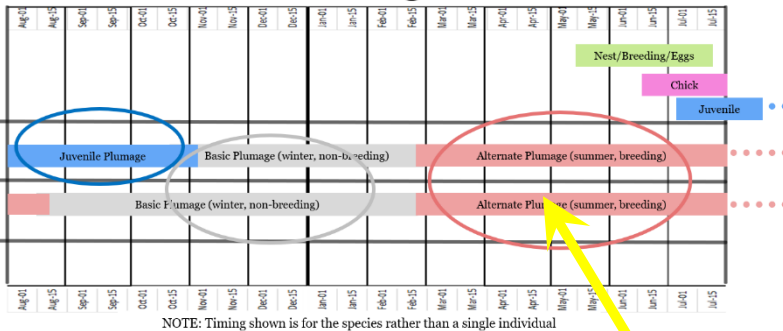 Aug-01 Aug-15 Sep-01 Sep-15 Oct-01 Oct-15 Nov-01 Nov-15 Dec-01 Dec-15 Jan-01 Jan-15 Feb-01 Feb-15 Mar-01 Mar-15 Apr-01 Apr-15 May-01 May-15 Jun-01 Jun-15 Jul-01 Jul-15
Nest/Breeding/Eggs
Chick
Juvenile
Juvenile Plumage Basic Plumage (winter, non-breeding) Alternate Plumage (summer, breeding)
Basic Plumage (winter, non-breeding) Alternate Plumage (summer, breeding)
Aug-01 Aug-15 Sep-01 Sep-15 Oct-01 Oct-15 Nov-01 Nov-15 Dec-01 Dec-15 Jan-01 Jan-15 Feb-01 Feb-15 Mar-01 Mar-15 Apr-01 Apr-15 May-01 May-15 Jun-01 Jun-15 Jul-01 Jul-15
NOTE: Timing shown is for the species rather than a single individual